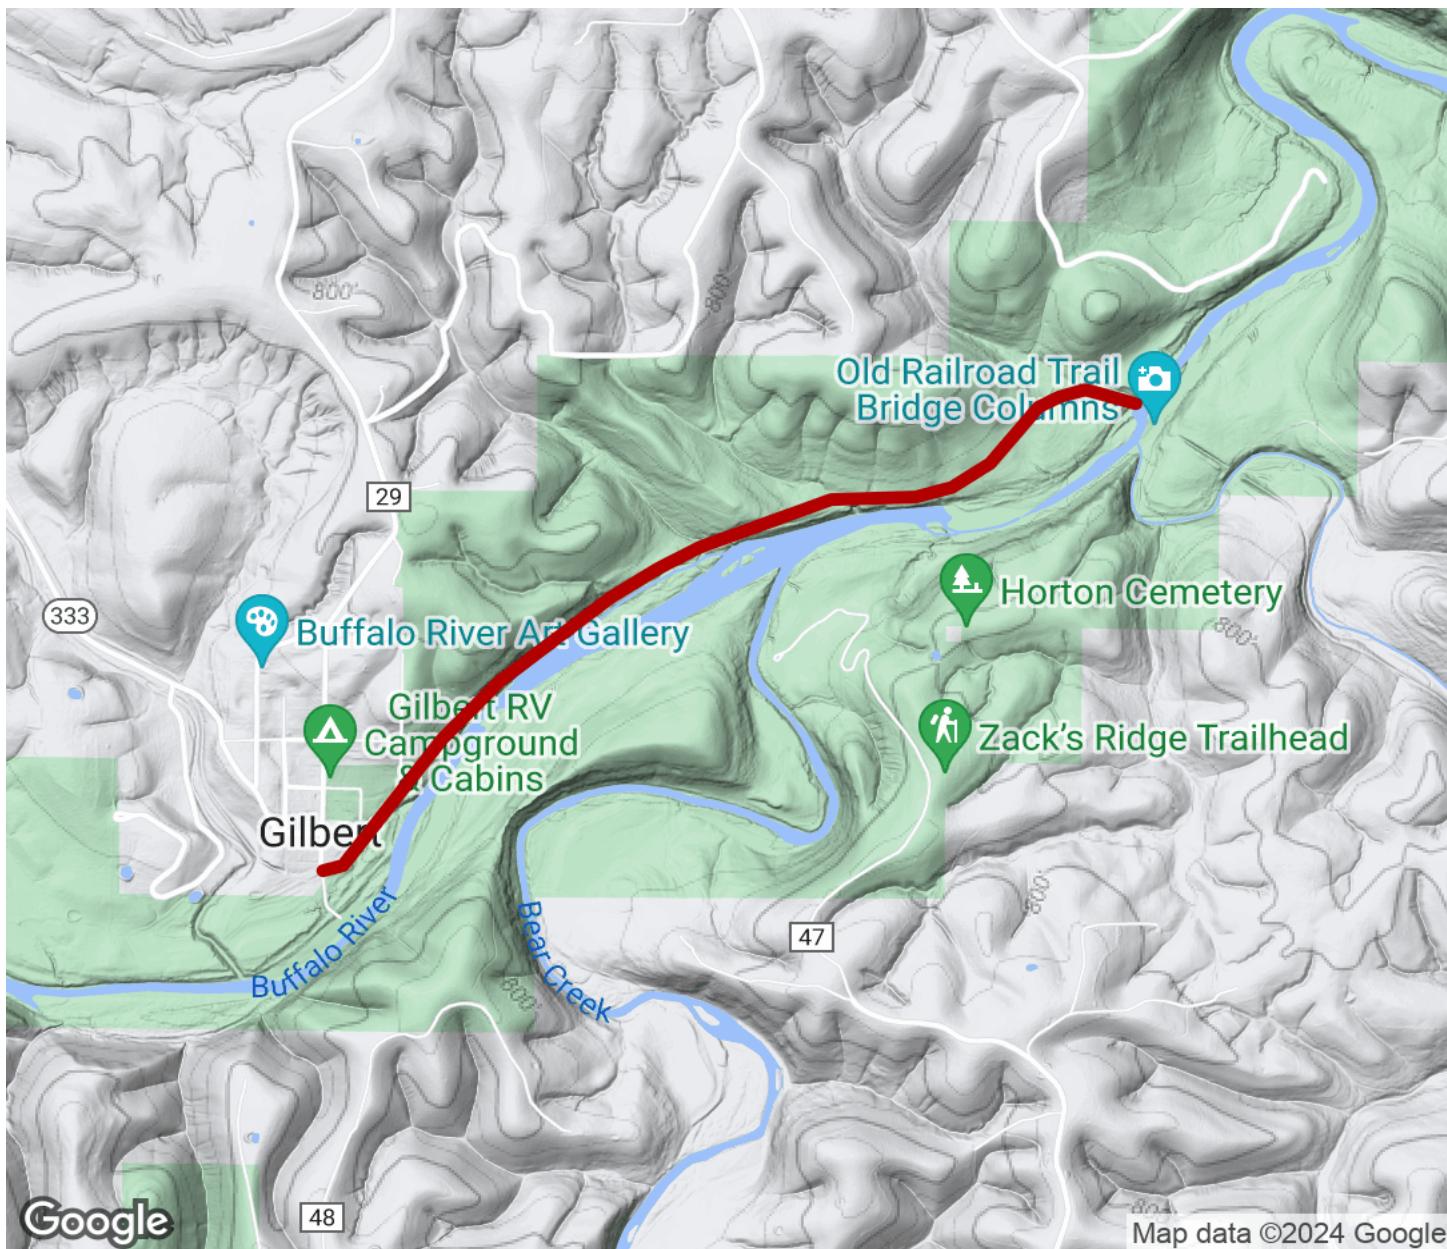 800'
800'
Old Railroad Trail
Bridge Columns
29
333
Buffalo River Art Gallery
Horton Cemetery
800'
Gilbert RV
Campground
& Cabins
Zack's Ridge Trailhead
Gilbert
Buffalo River
Bear Creek
800'
800'
47
48
Google
Map data ©2024 Google